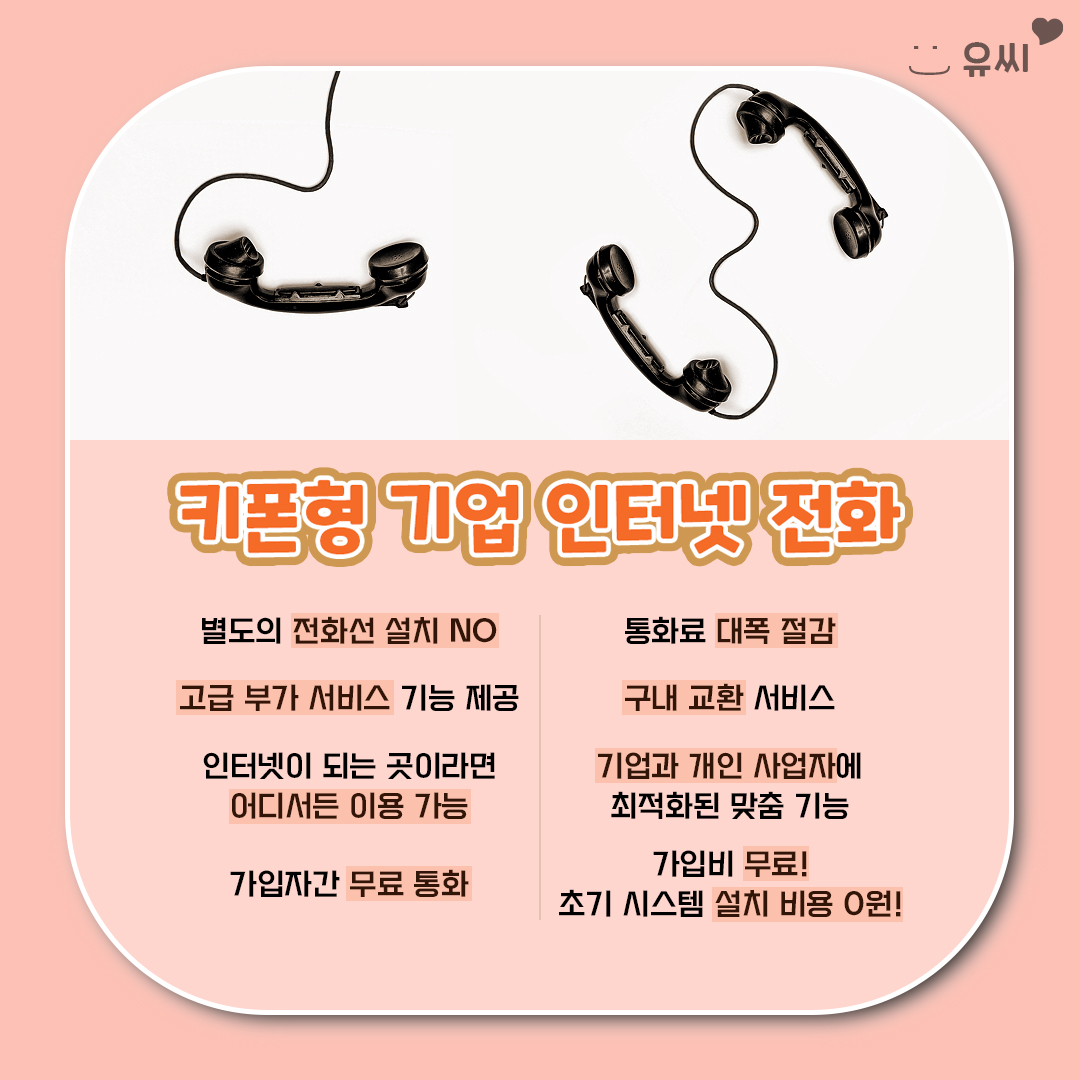 유씨
키폰형 기업 인터넷 전화
별도의 전화선 설치 NO
고급 부가 서비스 기능 제공
인터넷이 되는 곳이라면
어디서든 이용 가능
가입자간 무료 통화
통화료 대폭 절감
구내 교환 서비스
기업과 개인 사업자에
최적화된 맞춤 기능
가입비 무료!
초기 시스템 설치 비용 0원!